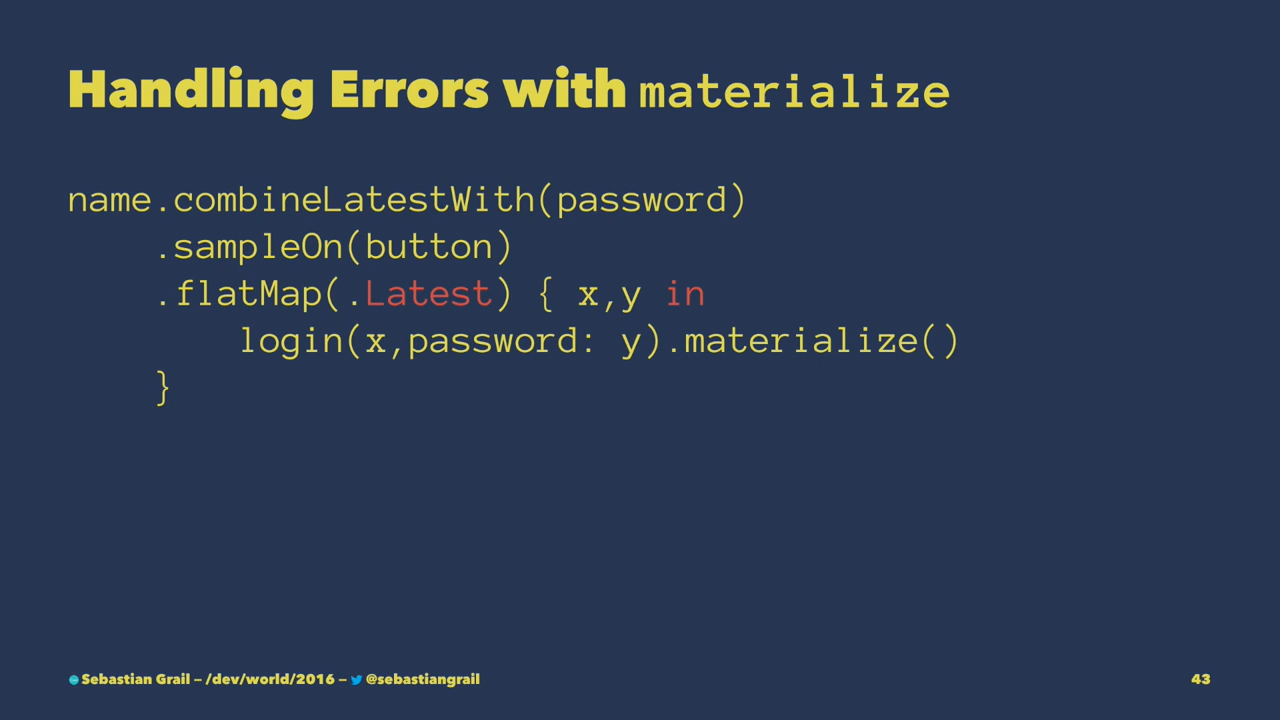 Handling Errors with materialize
name.combineLatestWith(password)
    .sampleOn(button)
    .flatMap(.Latest) { x,y in
        login(x,password: y).materialize()
    }
Sebastian Grail – /dev/world/2016 – @sebastiangrail
43